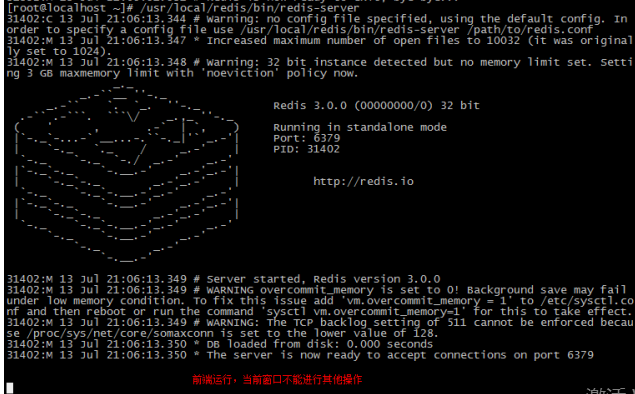 [root@localhost ~]# /usr/local/redis/bin/redis-server
31402:C 13 Jul 21:06:13.344 # Warning: no config file specified, using the default config. In
order to specify a config file use /usr/local/redis/bin/redis-server /path/to/redis.conf
31402:M 13 Jul 21:06:13.347 * Increased maximum number of open files to 10032 (it was original
ly set to 1024).
31402:M 13 Jul 21:06:13.348 # Warning: 32 bit instance detected but no memory limit set. Setti
ng 3 GB maxmemory limit with 'noeviction' policy now.
Redis 3.0.0 (00000000/0) 32 bit
Running in standalone mode
Port: 6379
PID: 31402
http://redis.io
31402:M 13 Jul 21:06:13.349 # Server started, Redis version 3.0.0
31402:M 13 Jul 21:06:13.349 # WARNING overcommit_memory is set to 0! Background save may fail
under low memory condition. To fix this issue add 'vm.overcommit_memory = 1' to /etc/sysctl.co
nf and then reboot or run the command 'sysctl vm.overcommit_memory=1' for this to take effect.
31402:M 13 Jul 21:06:13.349 # WARNING: The TCP backlog setting of 511 cannot be enforced becau
se /proc/sys/net/core/somaxconn is set to the lower value of 128.
31402:M 13 Jul 21:06:13.350 * DB loaded from disk: 0.000 seconds
31402:M 13 Jul 21:06:13.350 * The server is now ready to accept connections on port 6379
前端运行，当前窗口不能进行其他操作